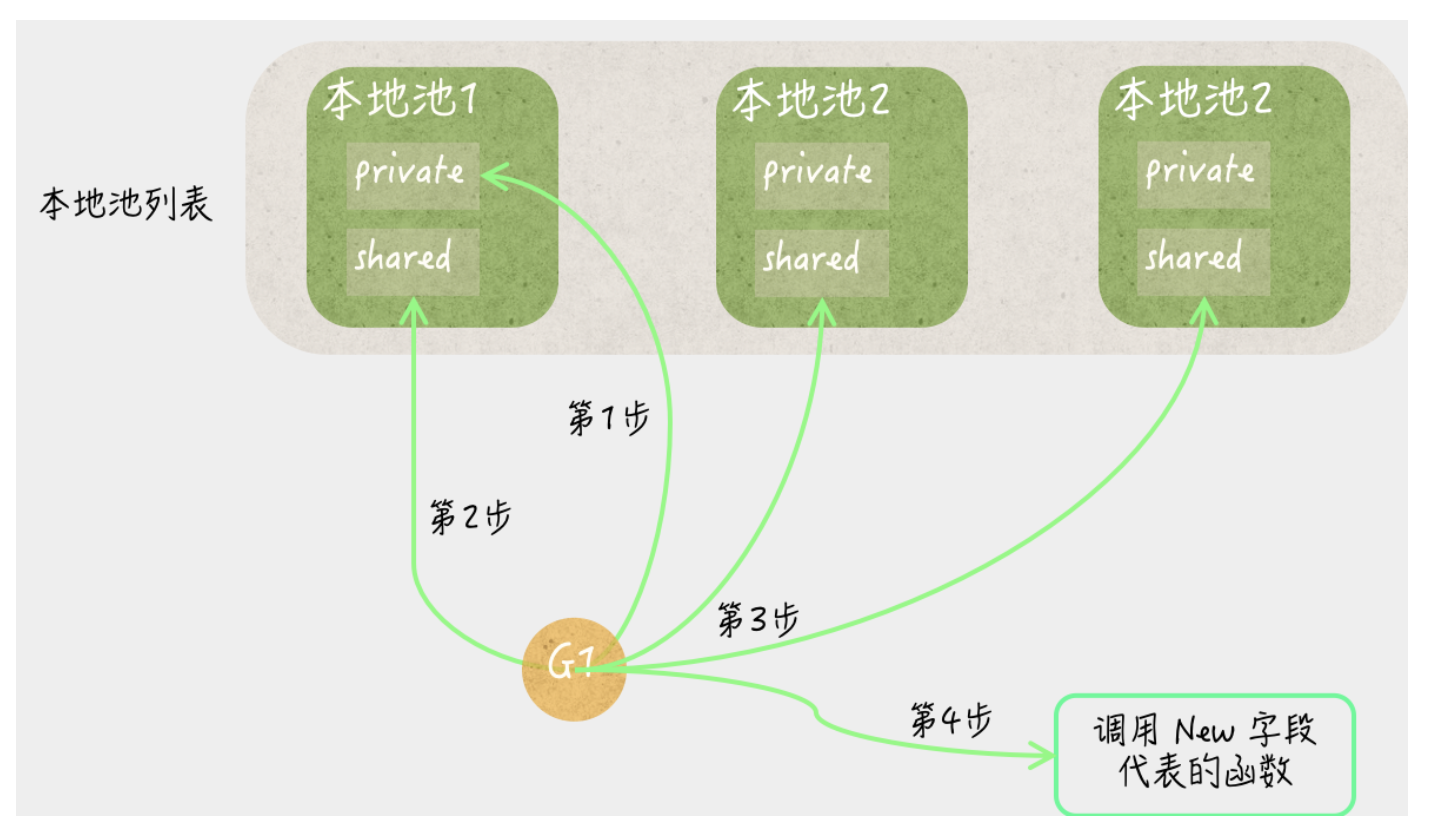 本地池列表
本地池1
private
shared
本地池2
private
shared
本地池2
private
shared
第1步
第2步
第3步
G1
第4步
调用 New 字段
代表的函数